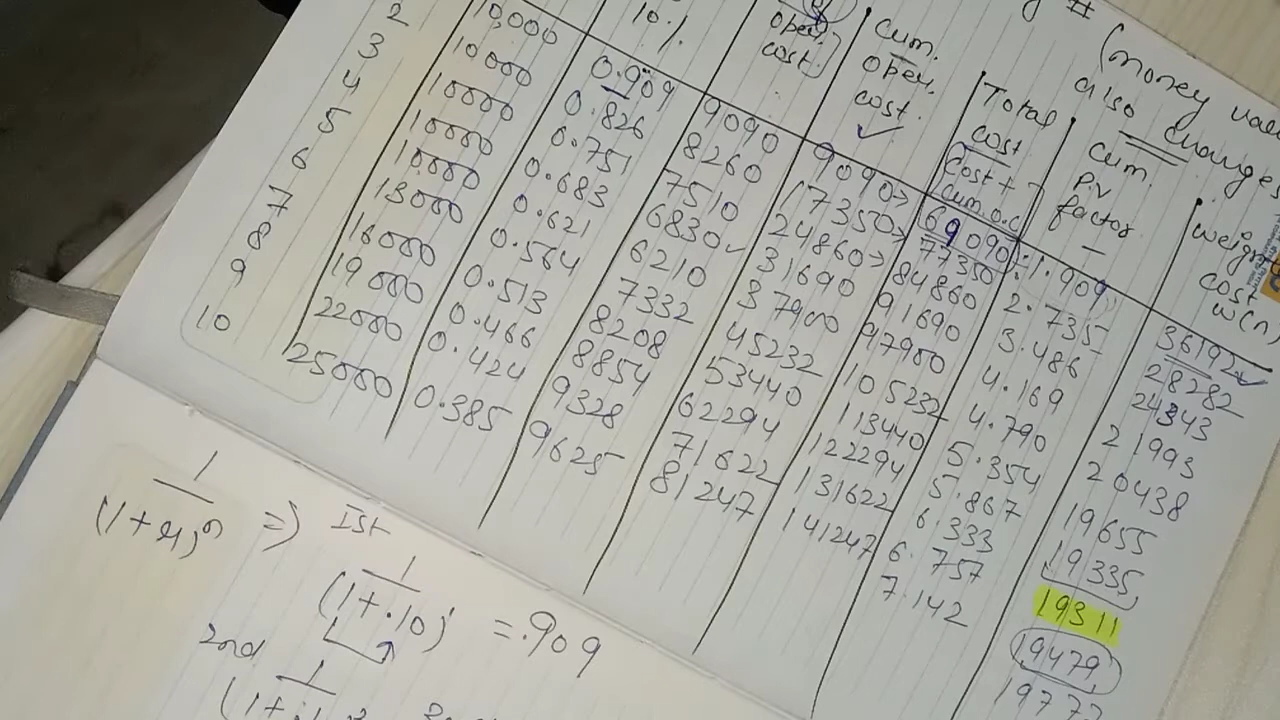 (money value
also changes
10%
oper.
cost.
Cum.
oper.
cost.
Total
cost
Cost +
cum. o.c
cum.
P.V
factor
weigh
cost
W(n)
10,000 0.909 9090 9090 69090 1.909 36192
2 10000 0.826 8260 17350 77350 2.735 28282
3 10000 0.751 7510 24860 84860 3.486 24343
4 10000 0.683 6830 31690 91690 4.169 21993
5 10,000 0.621 6210 37900 97900 4.790 20438
6 13000 0.564 7332 45232 105232 5.354 19655
7 16000 0.513 8208 53440 113440 5.867 19335
8 19000 0.466 8854 62294 122294 6.333 19311
9 22000 0.424 9328 71622 131622 6.757 19479
10 25000 0.385 9625 81247 141247 7.142 1977
1
(1+r)n => Ist
1
(1+.10)1 = .909
2nd
1